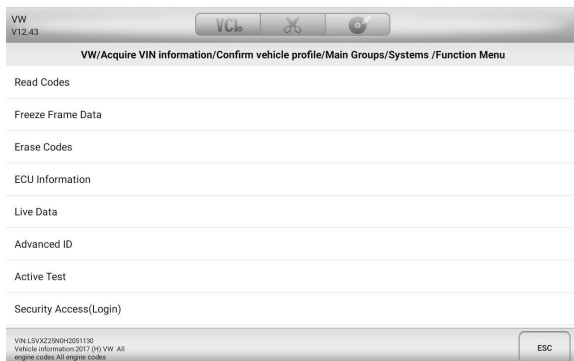 VW
V12.43
VCI
VW/Acquire VIN information/Confirm vehicle profile/Main Groups/Systems /Function Menu
Read Codes
Freeze Frame Data
Erase Codes
ECU Information
Live Data
Advanced ID
Active Test
Security Access(Login)
VIN:LSVXZ25N0H2051130
Vehicle information:2017 (H) VW  All
engine codes All engine codes
ESC